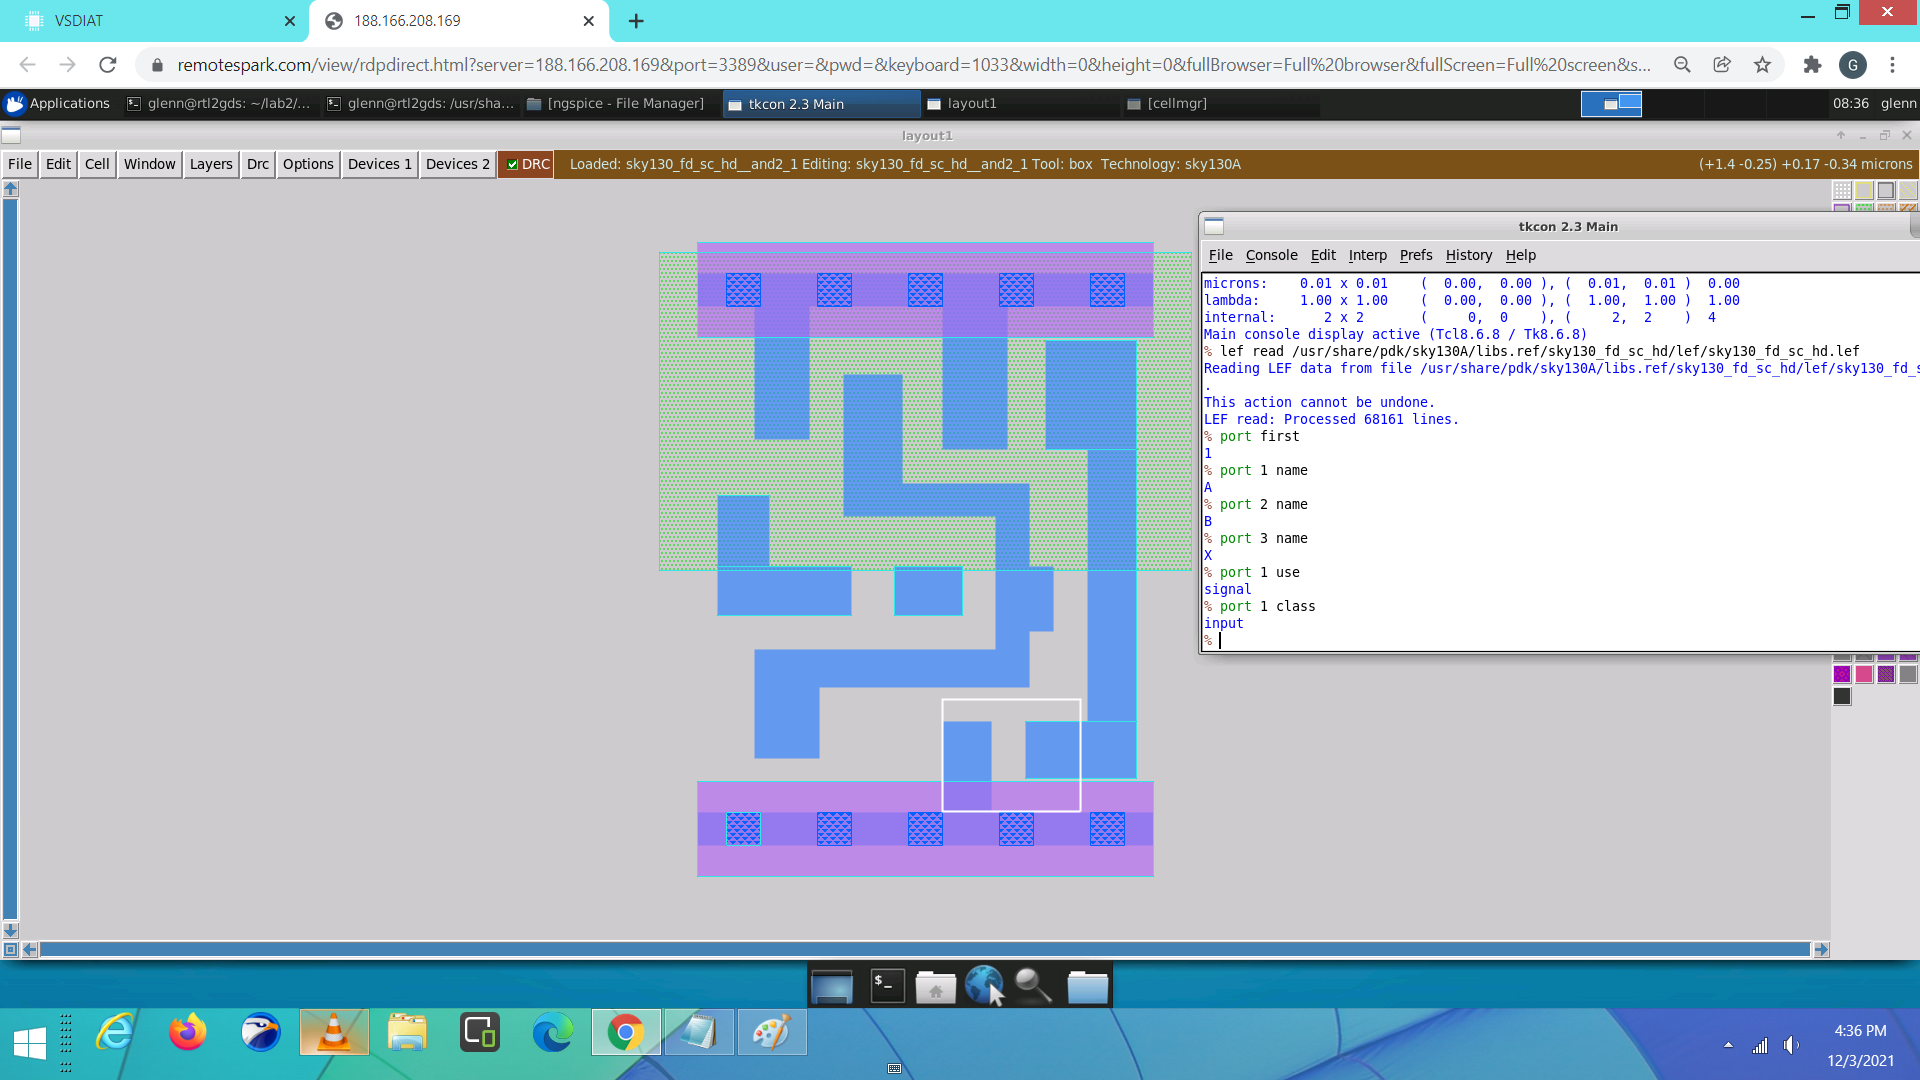 VSDIAT
188.166.208.169
remotespark.com/view/rdpdirect.html?server=188.166.208.169&port=3389&user=&pwd=&keyboard=1033&width=0&height=0&fullBrowser=Full%20browser&fullScreen=Full%20screen&s...
G
Applications
glenn@rtl2gds: ~/lab2/...
glenn@rtl2gds: /usr/sha...
[ngspice - File Manager]
tkcon 2.3 Main
layout1
[cellmgr]
08:36
glenn
layout1
File Edit Cell Window Layers Drc Options Devices 1 Devices 2 DRC
Loaded: sky130_fd_sc_hd__and2_1 Editing: sky130_fd_sc_hd__and2_1 Tool: box Technology: sky130A
(+1.4 -0.25) +0.17 -0.34 microns
tkcon 2.3 Main
File Console Edit Interp Prefs History Help
microns: 0.01 x 0.01 ( 0.00, 0.00 ), ( 0.01, 0.01 ) 0.00
lambda: 1.00 x 1.00 ( 0.00, 0.00 ), ( 1.00, 1.00 ) 1.00
internal: 2 x 2 ( 0, 0 ), ( 2, 2 ) 4
Main console display active (Tcl8.6.8 / Tk8.6.8)
% lef read /usr/share/pdk/sky130A/libs.ref/sky130_fd_sc_hd/lef/sky130_fd_sc_hd.lef
Reading LEF data from file /usr/share/pdk/sky130A/libs.ref/sky130_fd_sc_hd/lef/sky130_fd_s
.
This action cannot be undone.
LEF read: Processed 68161 lines.
% port first
1
% port 1 name
A
% port 2 name
B
% port 3 name
X
% port 1 use
signal
% port 1 class
input
%
$_
4:36 PM
12/3/2021